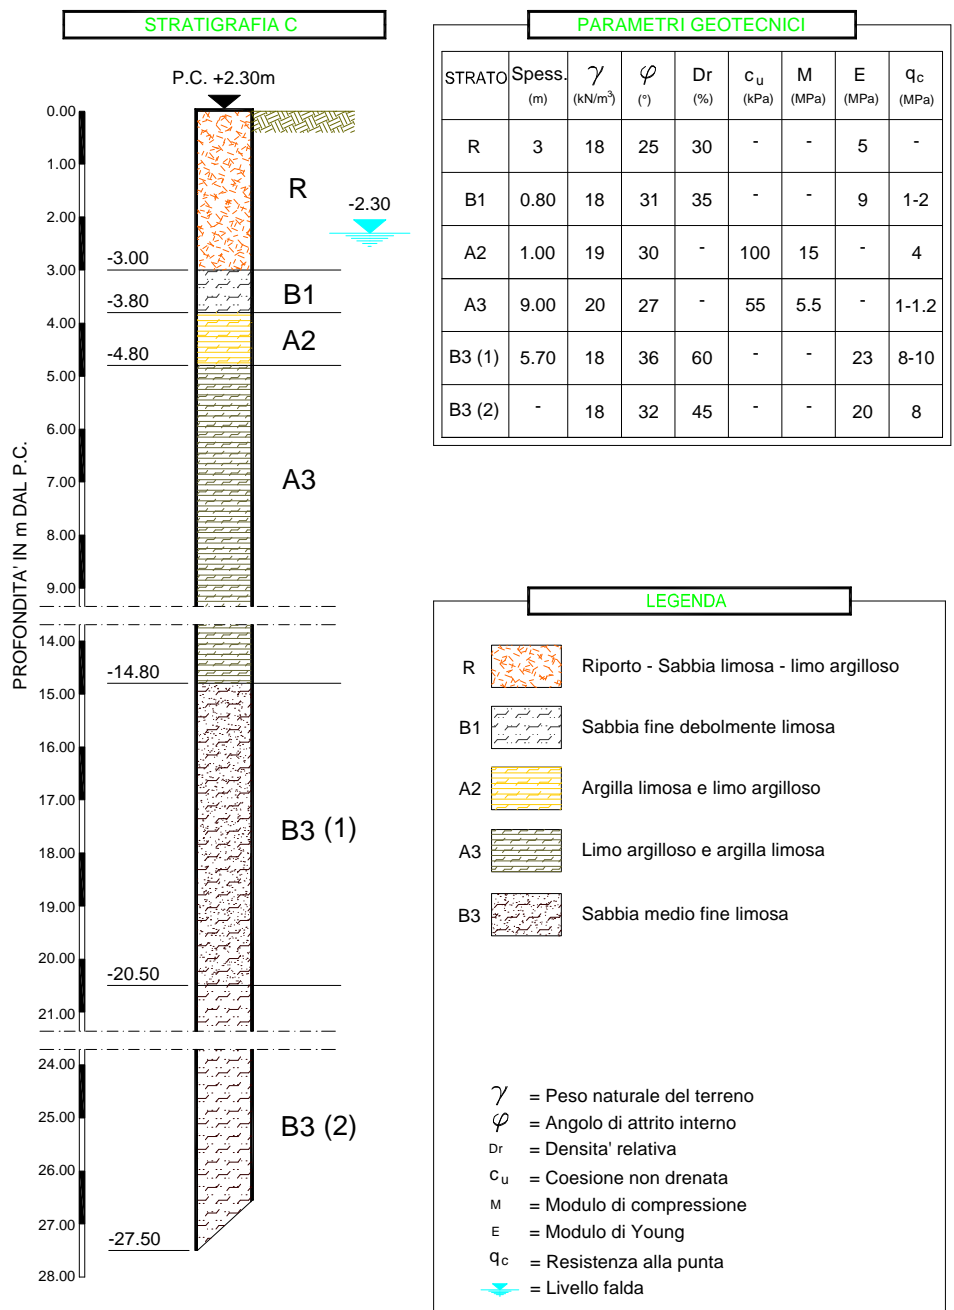 STRATIGRAFIA C
P.C. +2.30m
PROFONDITA' IN m DAL P.C.
0.00
1.00
2.00
3.00
4.00
5.00
6.00
7.00
8.00
9.00
14.00
15.00
16.00
17.00
18.00
19.00
20.00
21.00
24.00
25.00
26.00
27.00
28.00
-3.00
-3.80
-4.80
-14.80
-20.50
-27.50
R
-2.30
B1
A2
A3
B3 (1)
B3 (2)
PARAMETRI GEOTECNICI
STRATO Spess. γ φ Dr cu M E qc
(m) (kN/m³) (°) (%) (kPa) (MPa) (MPa) (MPa)
R 3 18 25 30 - - 5 -
B1 0.80 18 31 35 - - 9 1-2
A2 1.00 19 30 - 100 15 - 4
A3 9.00 20 27 - 55 5.5 - 1-1.2
B3 (1) 5.70 18 36 60 - - 23 8-10
B3 (2) - 18 32 45 - - 20 8
LEGENDA
R Riporto - Sabbia limosa - limo argilloso
B1 Sabbia fine debolmente limosa
A2 Argilla limosa e limo argilloso
A3 Limo argilloso e argilla limosa
B3 Sabbia medio fine limosa
γ = Peso naturale del terreno
φ = Angolo di attrito interno
Dr = Densita' relativa
cu = Coesione non drenata
M = Modulo di compressione
E = Modulo di Young
qc = Resistenza alla punta
= Livello falda